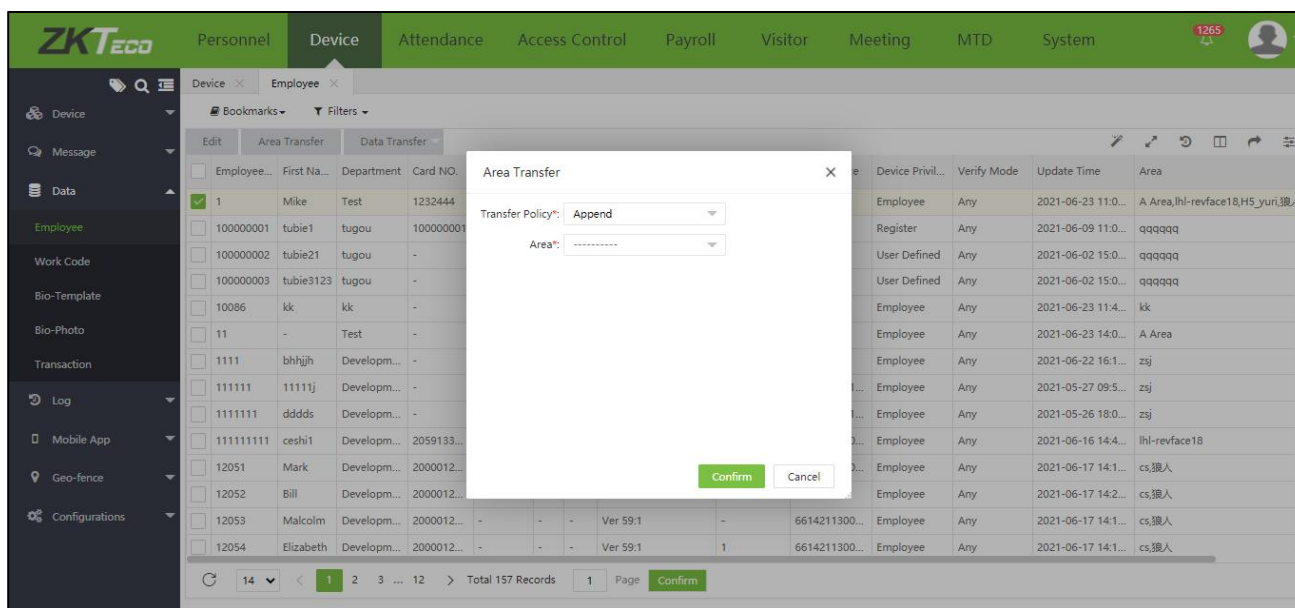 ZKTeco Personnel Device Attendance Access Control Payroll Visitor Meeting MTD System 1265
Device Employee
Bookmarks Filters
Edit Area Transfer Data Transfer
Employee... First Na... Department Card NO. e Device Privil... Verify Mode Update Time Area
1 Mike Test 1232444 Employee Any 2021-06-23 11:0... A Area,lhl-revface18,H5_yuri,狼人
100000001 tubie1 tugou 100000001 Register Any 2021-06-09 11:0... qqqqqq
100000002 tubie21 tugou - User Defined Any 2021-06-02 15:0... qqqqqq
100000003 tubie3123 tugou - User Defined Any 2021-06-02 15:0... qqqqqq
10086 kk kk - Employee Any 2021-06-23 11:4... kk
11 - Test - Employee Any 2021-06-23 14:0... A Area
1111 bhhjjh Developm... - Employee Any 2021-06-22 16:1... zsj
111111 11111j Developm... - 1... Employee Any 2021-05-27 09:5... zsj
1111111 dddds Developm... - 1... Employee Any 2021-05-26 18:0... zsj
111111111 ceshi1 Developm... 2059133... 0... Employee Any 2021-06-16 14:4... lhl-revface18
12051 Mark Developm... 2000012... 0... Employee Any 2021-06-17 14:1... cs,狼人
12052 Bill Developm... 2000012... Employee Any 2021-06-17 14:2... cs,狼人
12053 Malcolm Developm... 2000012... - - - Ver 59:1 - 6614211300... Employee Any 2021-06-17 14:1... cs,狼人
12054 Elizabeth Developm... 2000012... - - - Ver 59:1 1 6614211300... Employee Any 2021-06-17 14:1... cs,狼人
14 < 1 2 3 ... 12 > Total 157 Records 1 Page Confirm
Device
Message
Data
Employee
Work Code
Bio-Template
Bio-Photo
Transaction
Log
Mobile App
Geo-fence
Configurations
Area Transfer
Transfer Policy*: Append
Area*: ----------
Confirm Cancel